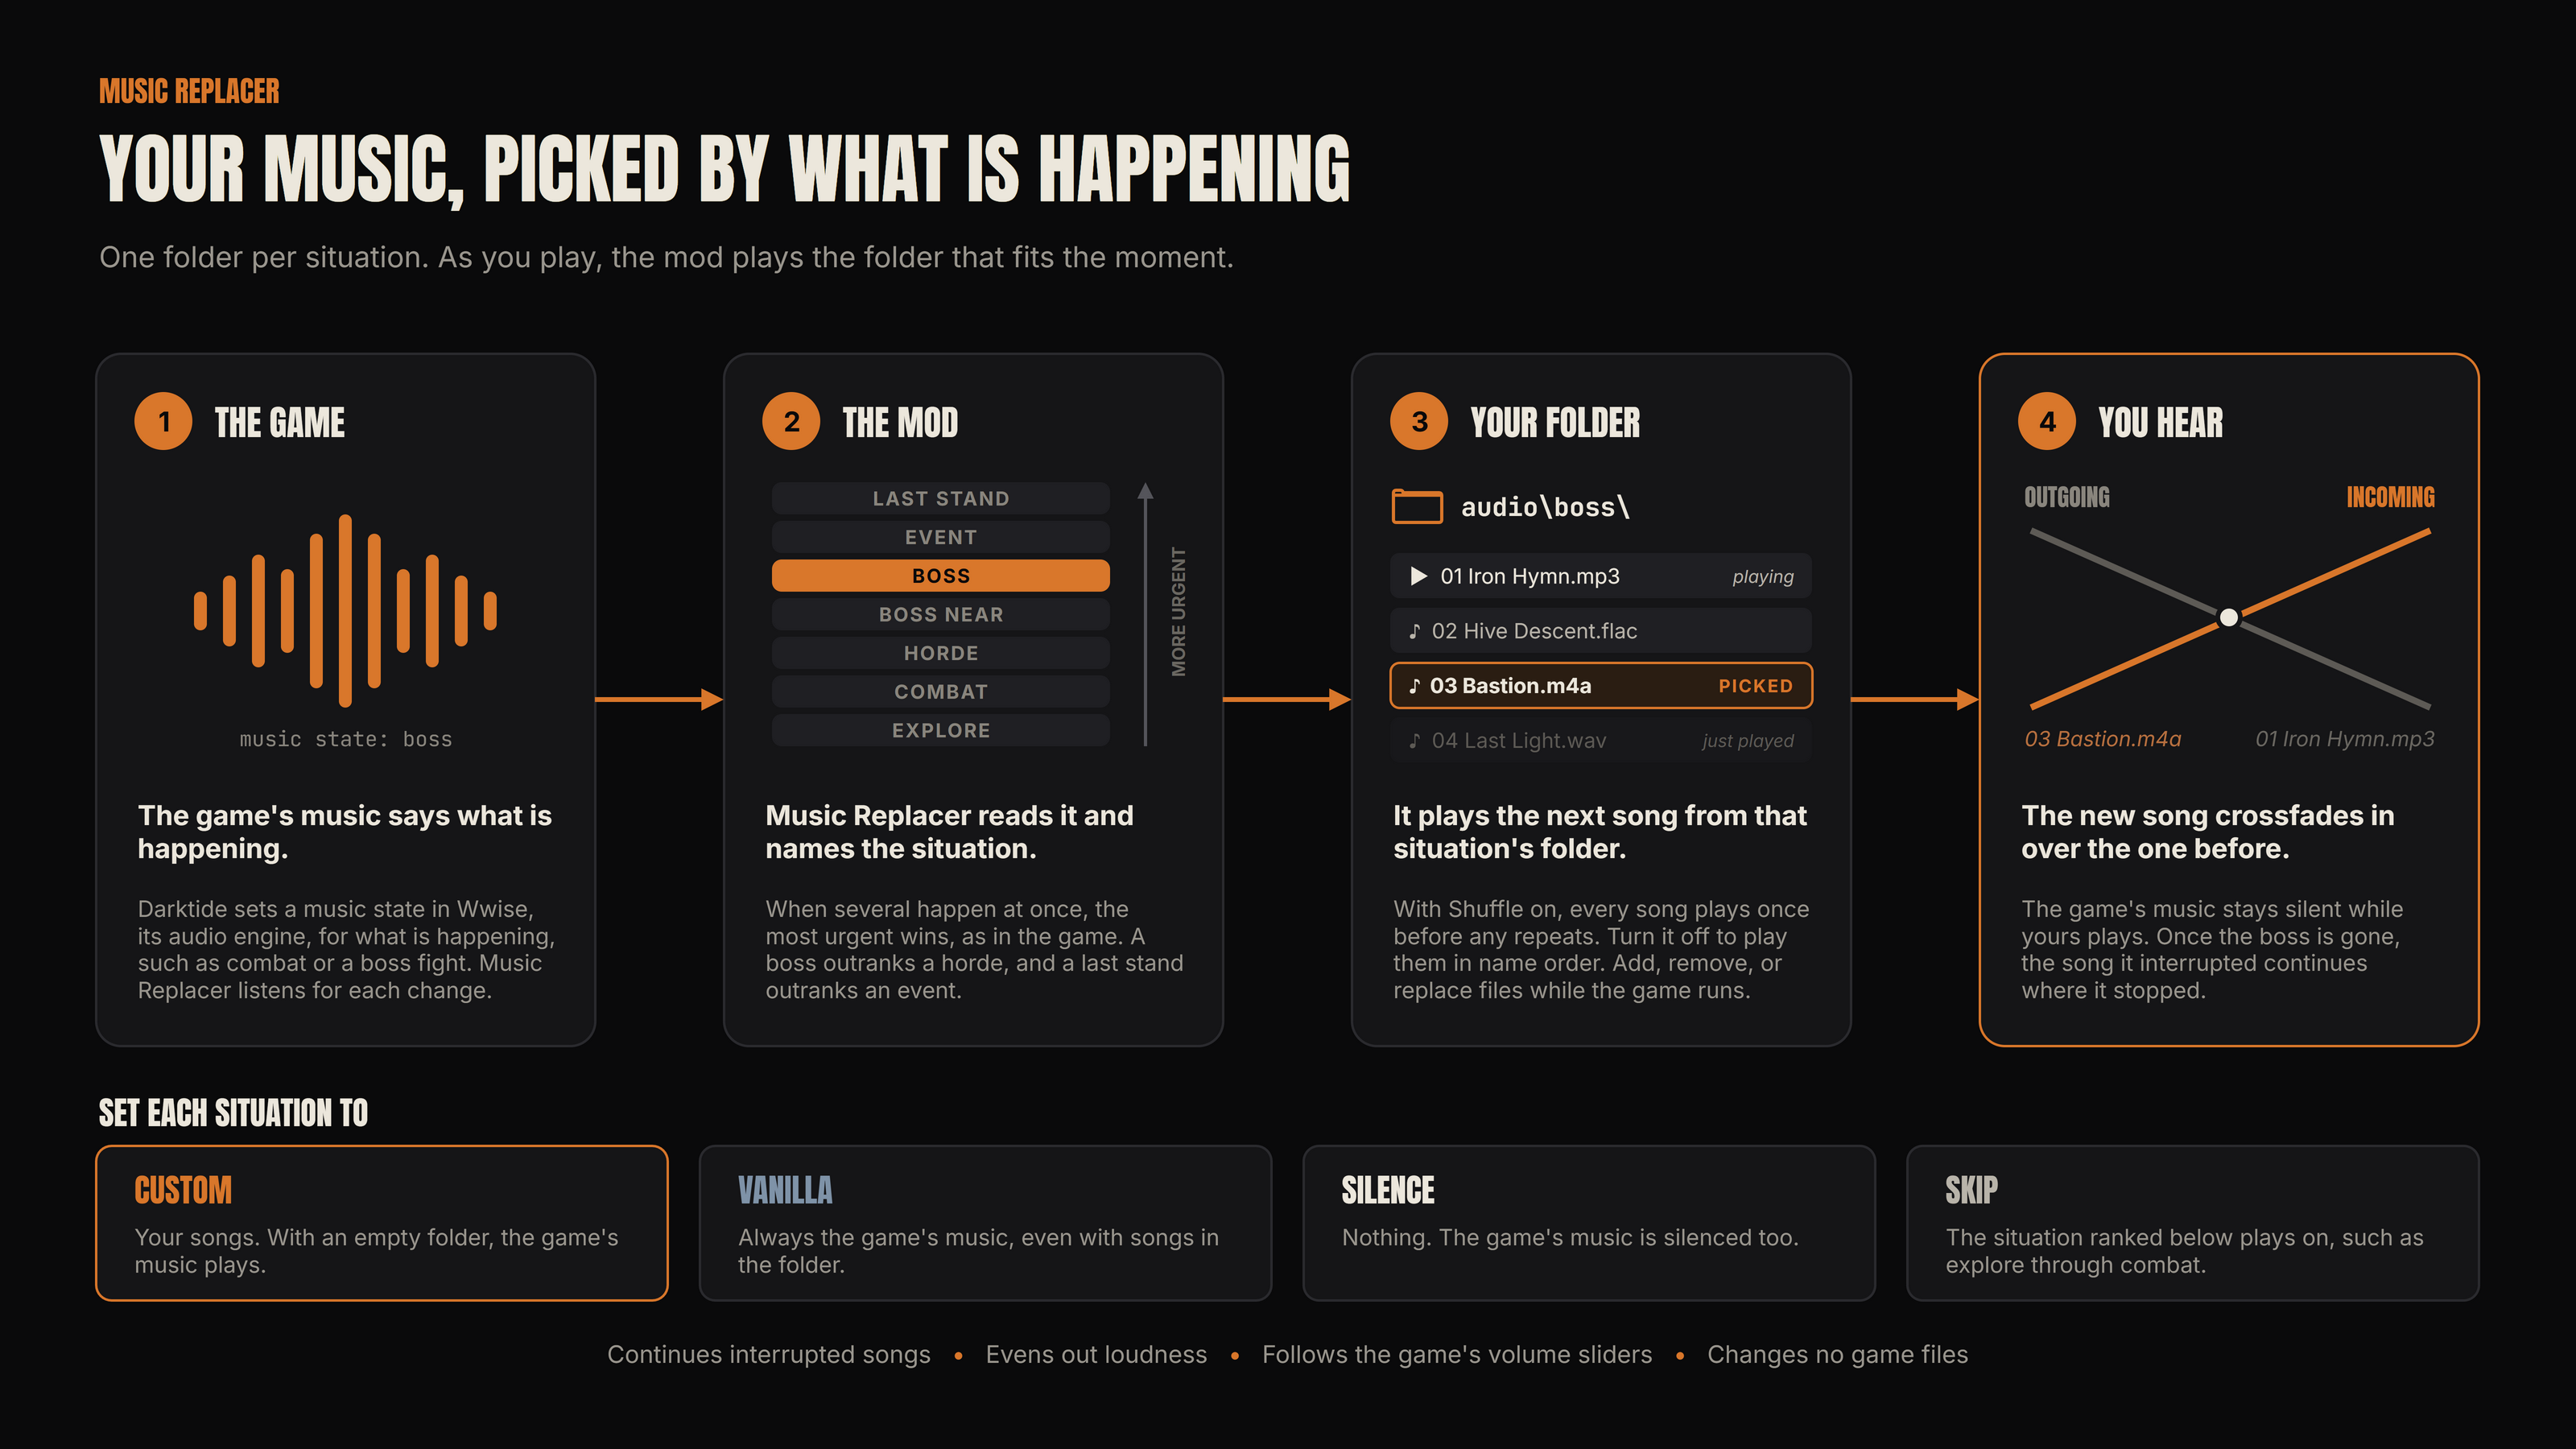 MUSIC REPLACER
YOUR MUSIC, PICKED BY WHAT IS HAPPENING
One folder per situation. As you play, the mod plays the folder that fits the moment.
1 THE GAME
music state: boss
The game's music says what is
happening.
Darktide sets a music state in Wwise,
its audio engine, for what is happening,
such as combat or a boss fight. Music
Replacer listens for each change.
2 THE MOD
LAST STAND
EVENT
BOSS
BOSS NEAR
HORDE
COMBAT
EXPLORE
MORE URGENT
Music Replacer reads it and
names the situation.
When several happen at once, the
most urgent wins, as in the game. A
boss outranks a horde, and a last stand
outranks an event.
3 YOUR FOLDER
audio\boss\
01 Iron Hymn.mp3 playing
♪ 02 Hive Descent.flac
♪ 03 Bastion.m4a PICKED
♪ 04 Last Light.wav just played
It plays the next song from that
situation's folder.
With Shuffle on, every song plays once
before any repeats. Turn it off to play
them in name order. Add, remove, or
replace files while the game runs.
4 YOU HEAR
OUTGOING INCOMING
03 Bastion.m4a 01 Iron Hymn.mp3
The new song crossfades in
over the one before.
The game's music stays silent while
yours plays. Once the boss is gone,
the song it interrupted continues
where it stopped.
SET EACH SITUATION TO
CUSTOM
Your songs. With an empty folder, the game's
music plays.
VANILLA
Always the game's music, even with songs in
the folder.
SILENCE
Nothing. The game's music is silenced too.
SKIP
The situation ranked below plays on, such as
explore through combat.
Continues interrupted songs • Evens out loudness • Follows the game's volume sliders • Changes no game files